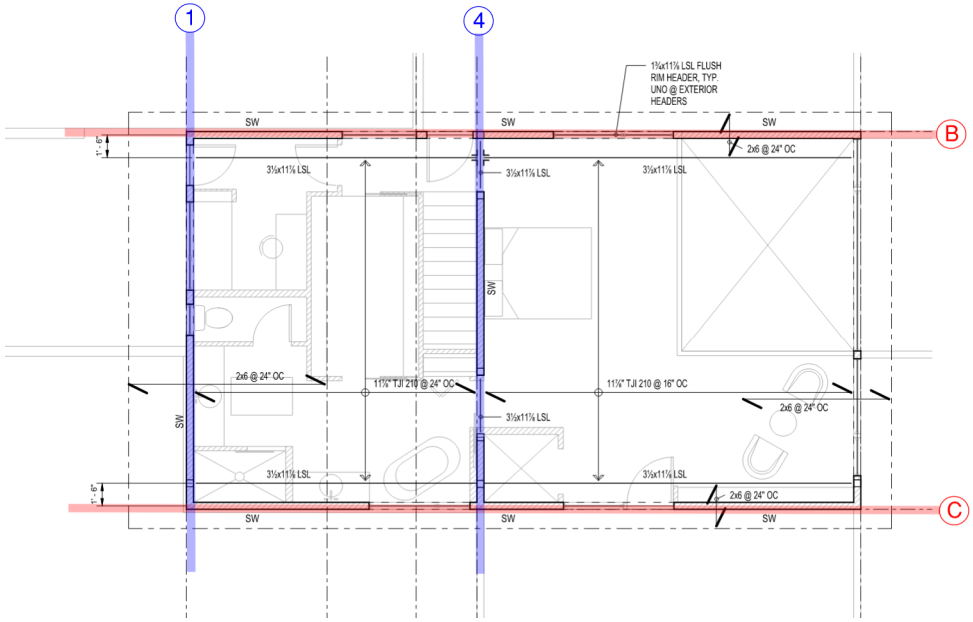 1
4
1¾x11⅞ LSL FLUSH
RIM HEADER, TYP.
UNO @ EXTERIOR
HEADERS
SW
SW
SW
B
1' - 6"
2x6 @ 24" OC
3½x11⅞ LSL
3½x11⅞ LSL
3½x11⅞ LSL
SW
2x6 @ 24" OC
11⅞" TJI 210 @ 24" OC
11⅞" TJI 210 @ 16" OC
2x6 @ 24" OC
SW
3½x11⅞ LSL
3½x11⅞ LSL
3½x11⅞ LSL
1' - 6"
2x6 @ 24" OC
C
SW
SW
SW